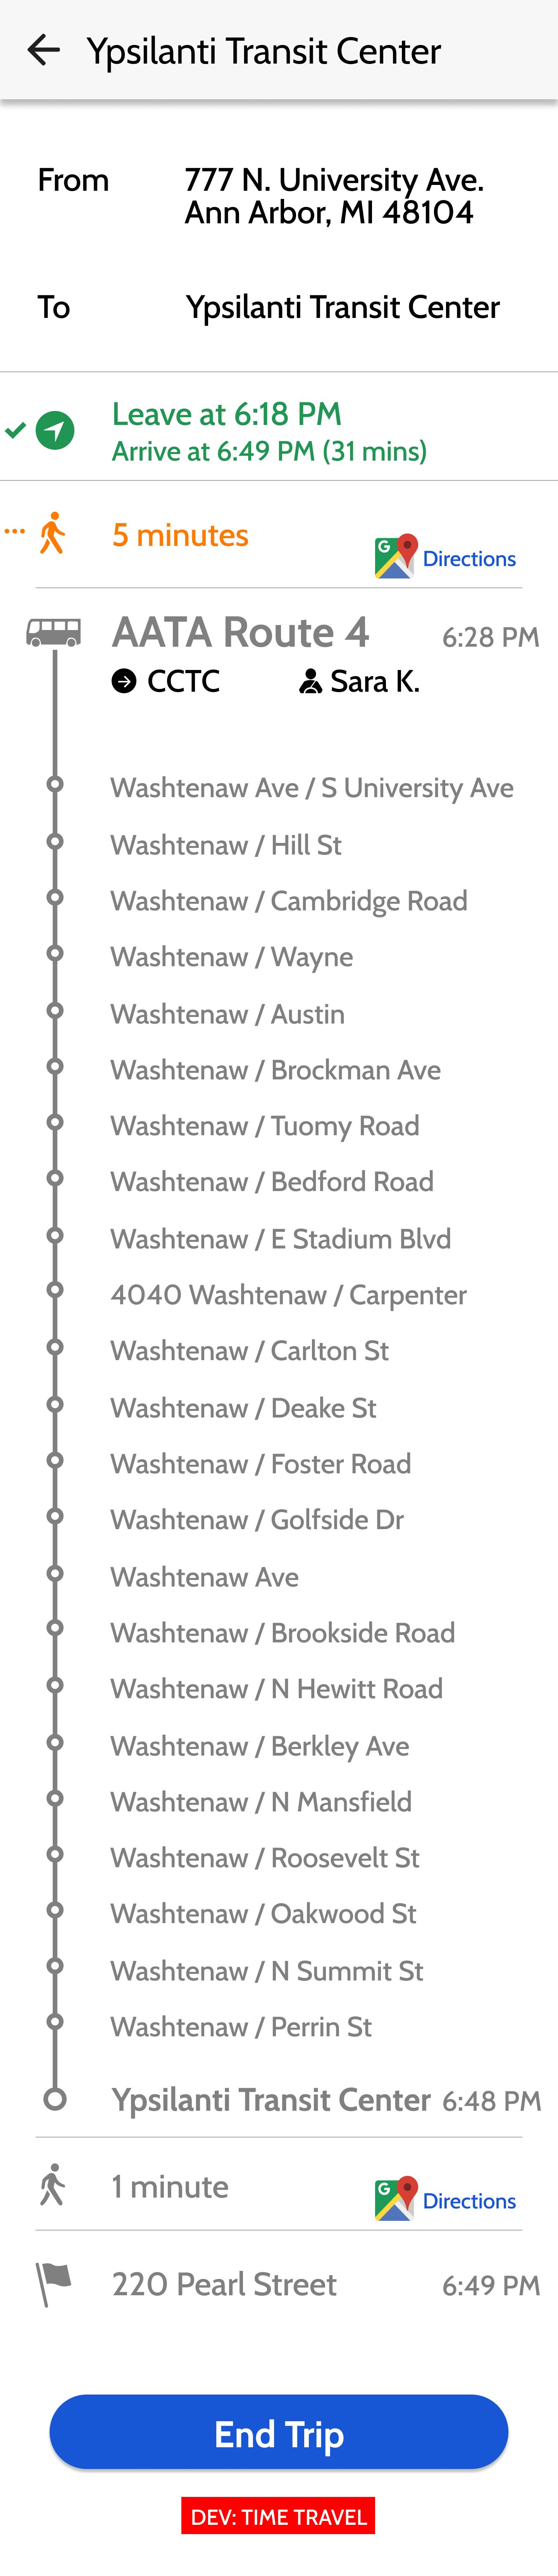 Ypsilanti Transit Center
From
777 N. University Ave.
Ann Arbor, MI 48104
To
Ypsilanti Transit Center
Leave at 6:18 PM
Arrive at 6:49 PM (31 mins)
5 minutes
G
Directions
AATA Route 4
6:28 PM
CCTC
Sara K.
Washtenaw Ave / S University Ave
Washtenaw / Hill St
Washtenaw / Cambridge Road
Washtenaw / Wayne
Washtenaw / Austin
Washtenaw / Brockman Ave
Washtenaw / Tuomy Road
Washtenaw / Bedford Road
Washtenaw / E Stadium Blvd
4040 Washtenaw / Carpenter
Washtenaw / Carlton St
Washtenaw / Deake St
Washtenaw / Foster Road
Washtenaw / Golfside Dr
Washtenaw Ave
Washtenaw / Brookside Road
Washtenaw / N Hewitt Road
Washtenaw / Berkley Ave
Washtenaw / N Mansfield
Washtenaw / Roosevelt St
Washtenaw / Oakwood St
Washtenaw / N Summit St
Washtenaw / Perrin St
Ypsilanti Transit Center 6:48 PM
1 minute
G
Directions
220 Pearl Street
6:49 PM
End Trip
DEV: TIME TRAVEL